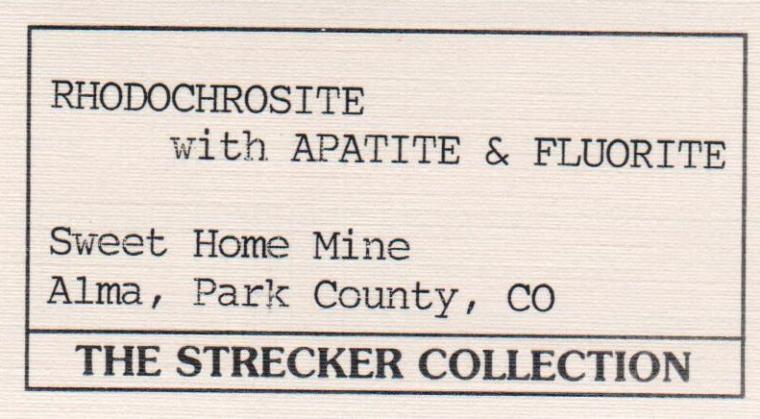 RHODOCHROSITE
with APATITE & FLUORITE
Sweet Home Mine
Alma, Park County, CO
THE STRECKER COLLECTION